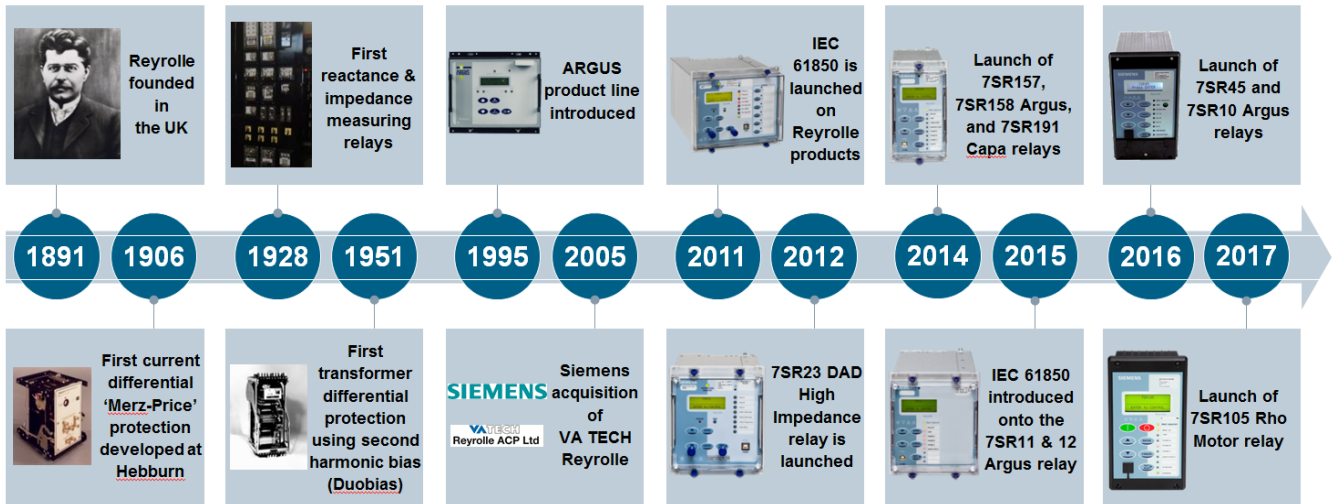 Reyrolle
founded
in
the UK
First
reactance &
impedance
measuring
relays
ARGUS
product line
introduced
IEC
61850 is
launched
on
Reyrolle
products
Launch of
7SR157,
7SR158 Argus,
and 7SR191
Capa relays
Launch of
7SR45 and
7SR10 Argus
relays
1891
1906
1928
1951
1995
2005
2011
2012
2014
2015
2016
2017
First current
differential
‘Merz-Price’
protection
developed at
Hebburn
First
transformer
differential
protection
using second
harmonic bias
(Duobias)
SIEMENS
VA TECH
Reyrolle ACP Ltd
Siemens
acquisition
of
VA TECH
Reyrolle
7SR23 DAD
High
Impedance
relay is
launched
IEC 61850
introduced
onto the
7SR11 & 12
Argus relay
SIEMENS
Launch of
7SR105 Rho
Motor relay